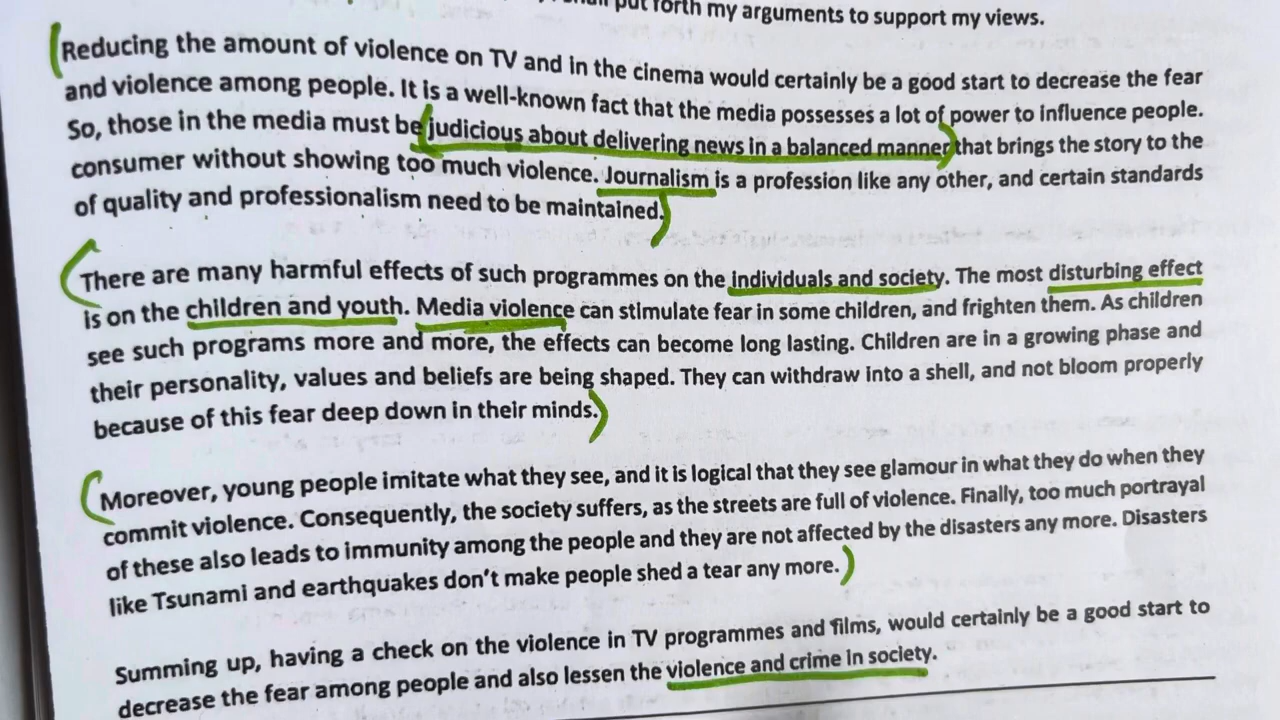 put forth my arguments to support my views.
Reducing the amount of violence on TV and in the cinema would certainly be a good start to decrease the fear
and violence among people. It is a well-known fact that the media possesses a lot of power to influence people.
So, those in the media must be judicious about delivering news in a balanced manner that brings the story to the
consumer without showing too much violence. Journalism is a profession like any other, and certain standards
of quality and professionalism need to be maintained.
There are many harmful effects of such programmes on the individuals and society. The most disturbing effect
is on the children and youth. Media violence can stimulate fear in some children, and frighten them. As children
see such programs more and more, the effects can become long lasting. Children are in a growing phase and
their personality, values and beliefs are being shaped. They can withdraw into a shell, and not bloom properly
because of this fear deep down in their minds.
Moreover, young people imitate what they see, and it is logical that they see glamour in what they do when they
commit violence. Consequently, the society suffers, as the streets are full of violence. Finally, too much portrayal
of these also leads to immunity among the people and they are not affected by the disasters any more. Disasters
like Tsunami and earthquakes don't make people shed a tear any more.
Summing up, having a check on the violence in TV programmes and films, would certainly be a good start to
decrease the fear among people and also lessen the violence and crime in society.